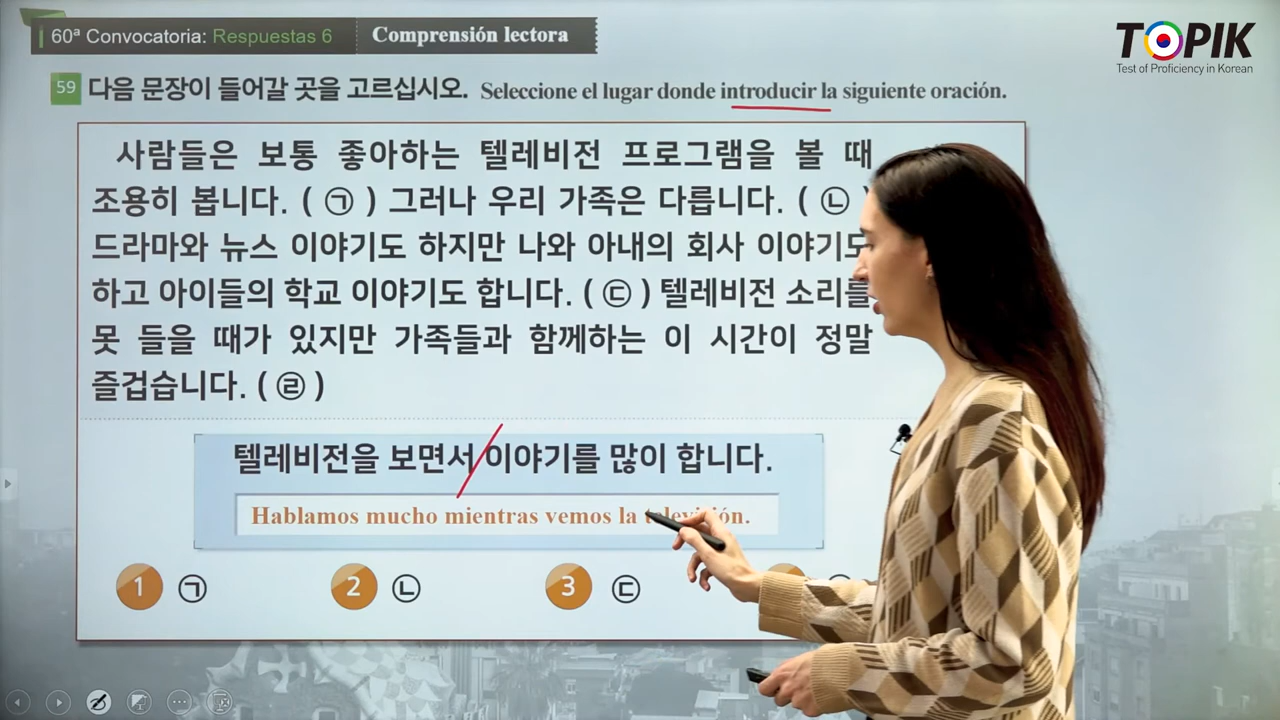 60ª Convocatoria: Respuestas 6
Comprensión lectora
TOPIK
Test of Proficiency in Korean
59 다음 문장이 들어갈 곳을 고르십시오. Seleccione el lugar donde introducir la siguiente oración.
사람들은 보통 좋아하는 텔레비전 프로그램을 볼 때
조용히 봅니다. ( ㉠ ) 그러나 우리 가족은 다릅니다. ( ㉡
드라마와 뉴스 이야기도 하지만 나와 아내의 회사 이야기도
하고 아이들의 학교 이야기도 합니다. ( ㉢ ) 텔레비전 소리를
못 들을 때가 있지만 가족들과 함께하는 이 시간이 정말
즐겁습니다. ( ㉣ )
텔레비전을 보면서 이야기를 많이 합니다.
Hablamos mucho mientras vemos la televisión.
1 ㉠ 2 ㉡ 3 ㉢